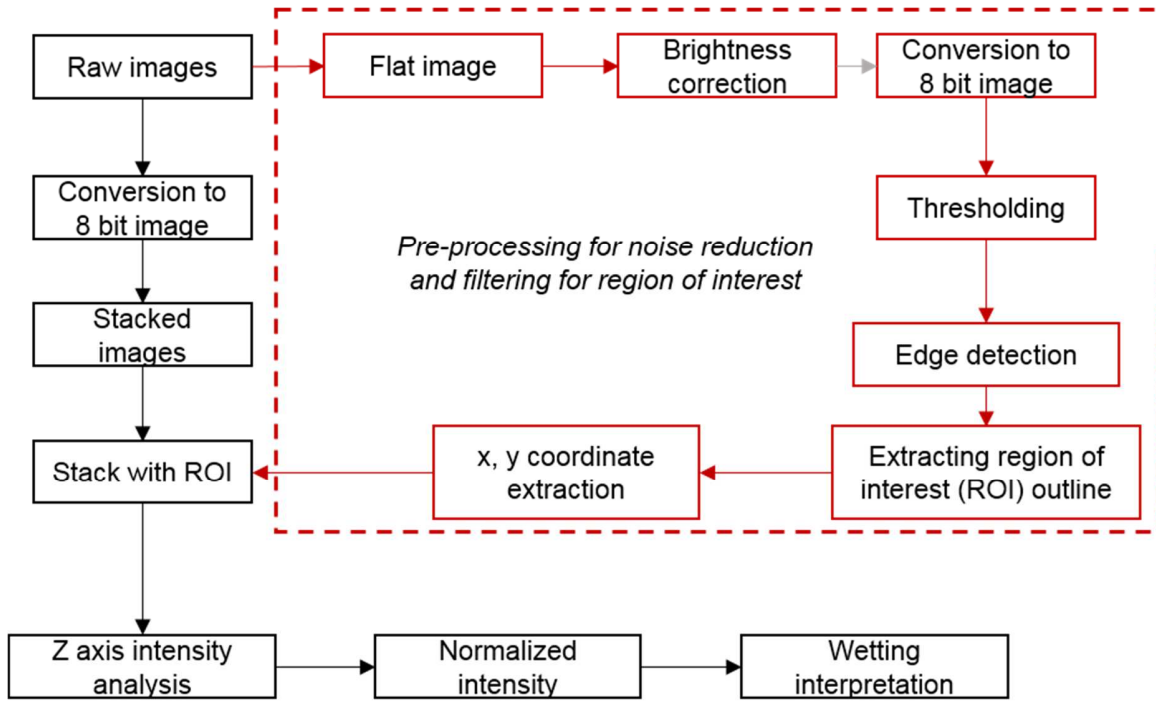 Raw images
Flat image
Brightness
correction
Conversion to
8 bit image
Conversion to
8 bit image
Thresholding
Pre-processing for noise reduction
and filtering for region of interest
Stacked
images
Edge detection
Stack with ROI
x, y coordinate
extraction
Extracting region of
interest (ROI) outline
Z axis intensity
analysis
Normalized
intensity
Wetting
interpretation